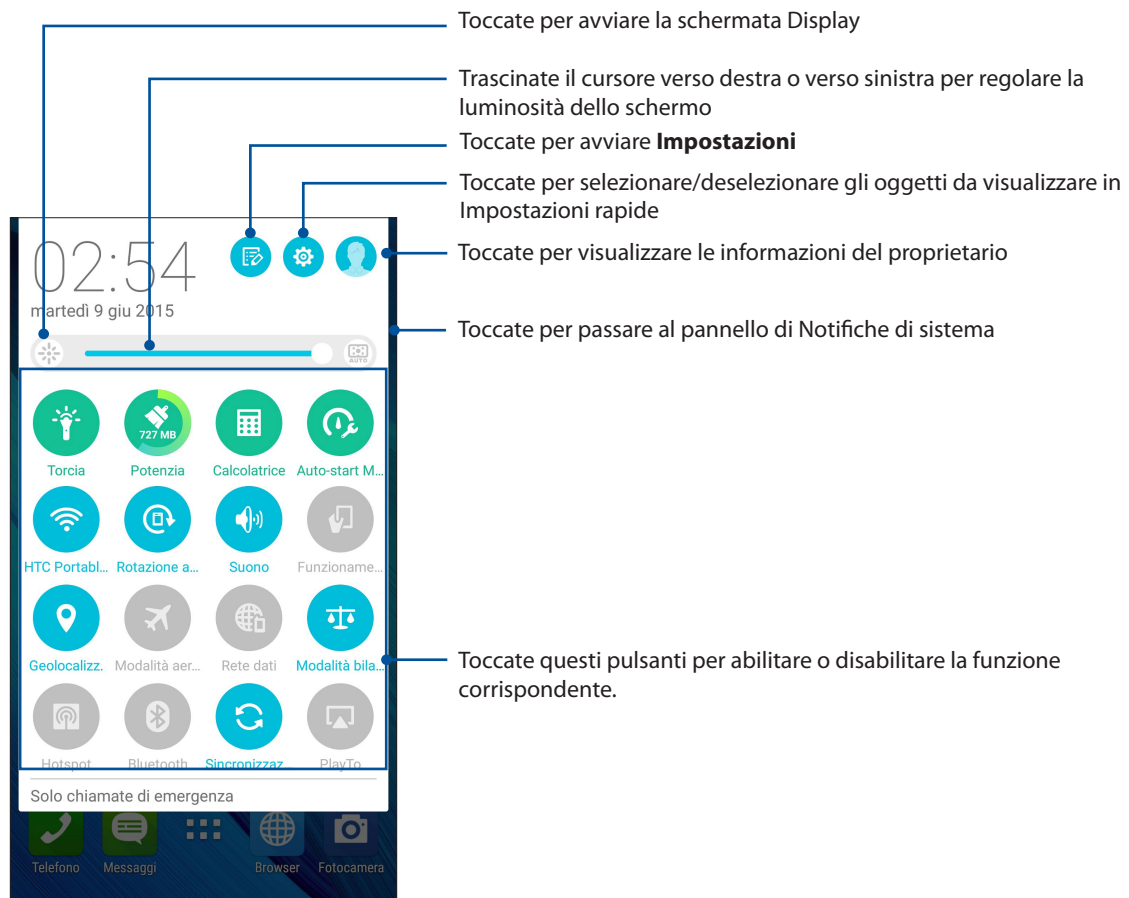 Toccate per avviare la schermata Display
Trascinate il cursore verso destra o verso sinistra per regolare la
luminosità dello schermo
Toccate per avviare Impostazioni
Toccate per selezionare/deselezionare gli oggetti da visualizzare in
Impostazioni rapide
Toccate per visualizzare le informazioni del proprietario
Toccate per passare al pannello di Notifiche di sistema
02:54
martedì 9 giu 2015
AUTO
727 MB
Torcia Potenzia Calcolatrice Auto-start M...
HTC Portabl... Rotazione a... Suono Funzioname...
Geolocalizz. Modalità aer... Rete dati Modalità bila...
Toccate questi pulsanti per abilitare o disabilitare la funzione
corrispondente.
Hotspot Bluetooth Sincronizzaz. PlayTo
Solo chiamate di emergenza
Telefono Messaggi Browser Fotocamera